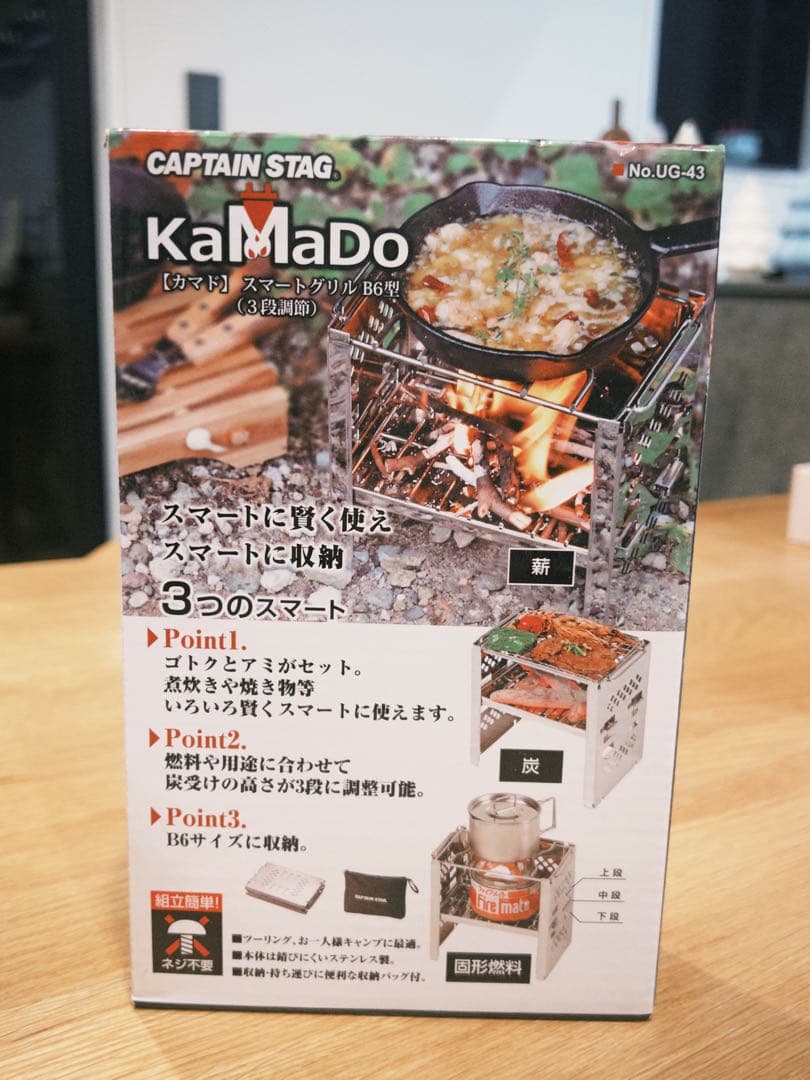 CAPTAIN STAG®
No.UG-43
KaMaDo
【カマド】 スマートグリル B6型
(3段調節)
スマートに賢く使え
スマートに収納
3つのスマート
薪
Point1.
ゴトクとアミがセット。
煮炊きや焼き物等
いろいろ賢くスマートに使えます。
炭
Point2.
燃料や用途に合わせて
炭受けの高さが3段に調整可能。
Point3.
B6サイズに収納。
CAPTAIN STAG
Fire mate
上段
中段
下段
固形燃料
組立簡単!
ネジ不要
■ツーリング、お一人様キャンプに最適。
■本体は錆びにくいステンレス製。
■収納・持ち運びに便利な収納バッグ付。